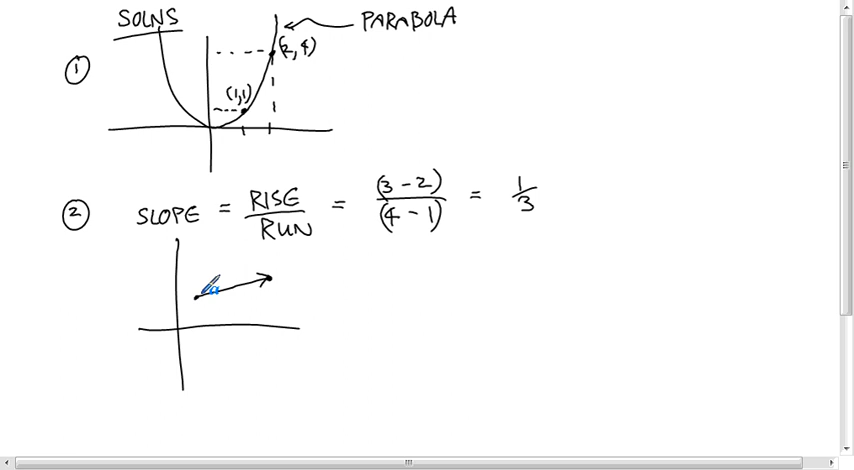 SOLNS
PARABOLA
① (2,4)
(1,1)
② SLOPE = RISE/RUN = (3-2)/(4-1) = 1/3